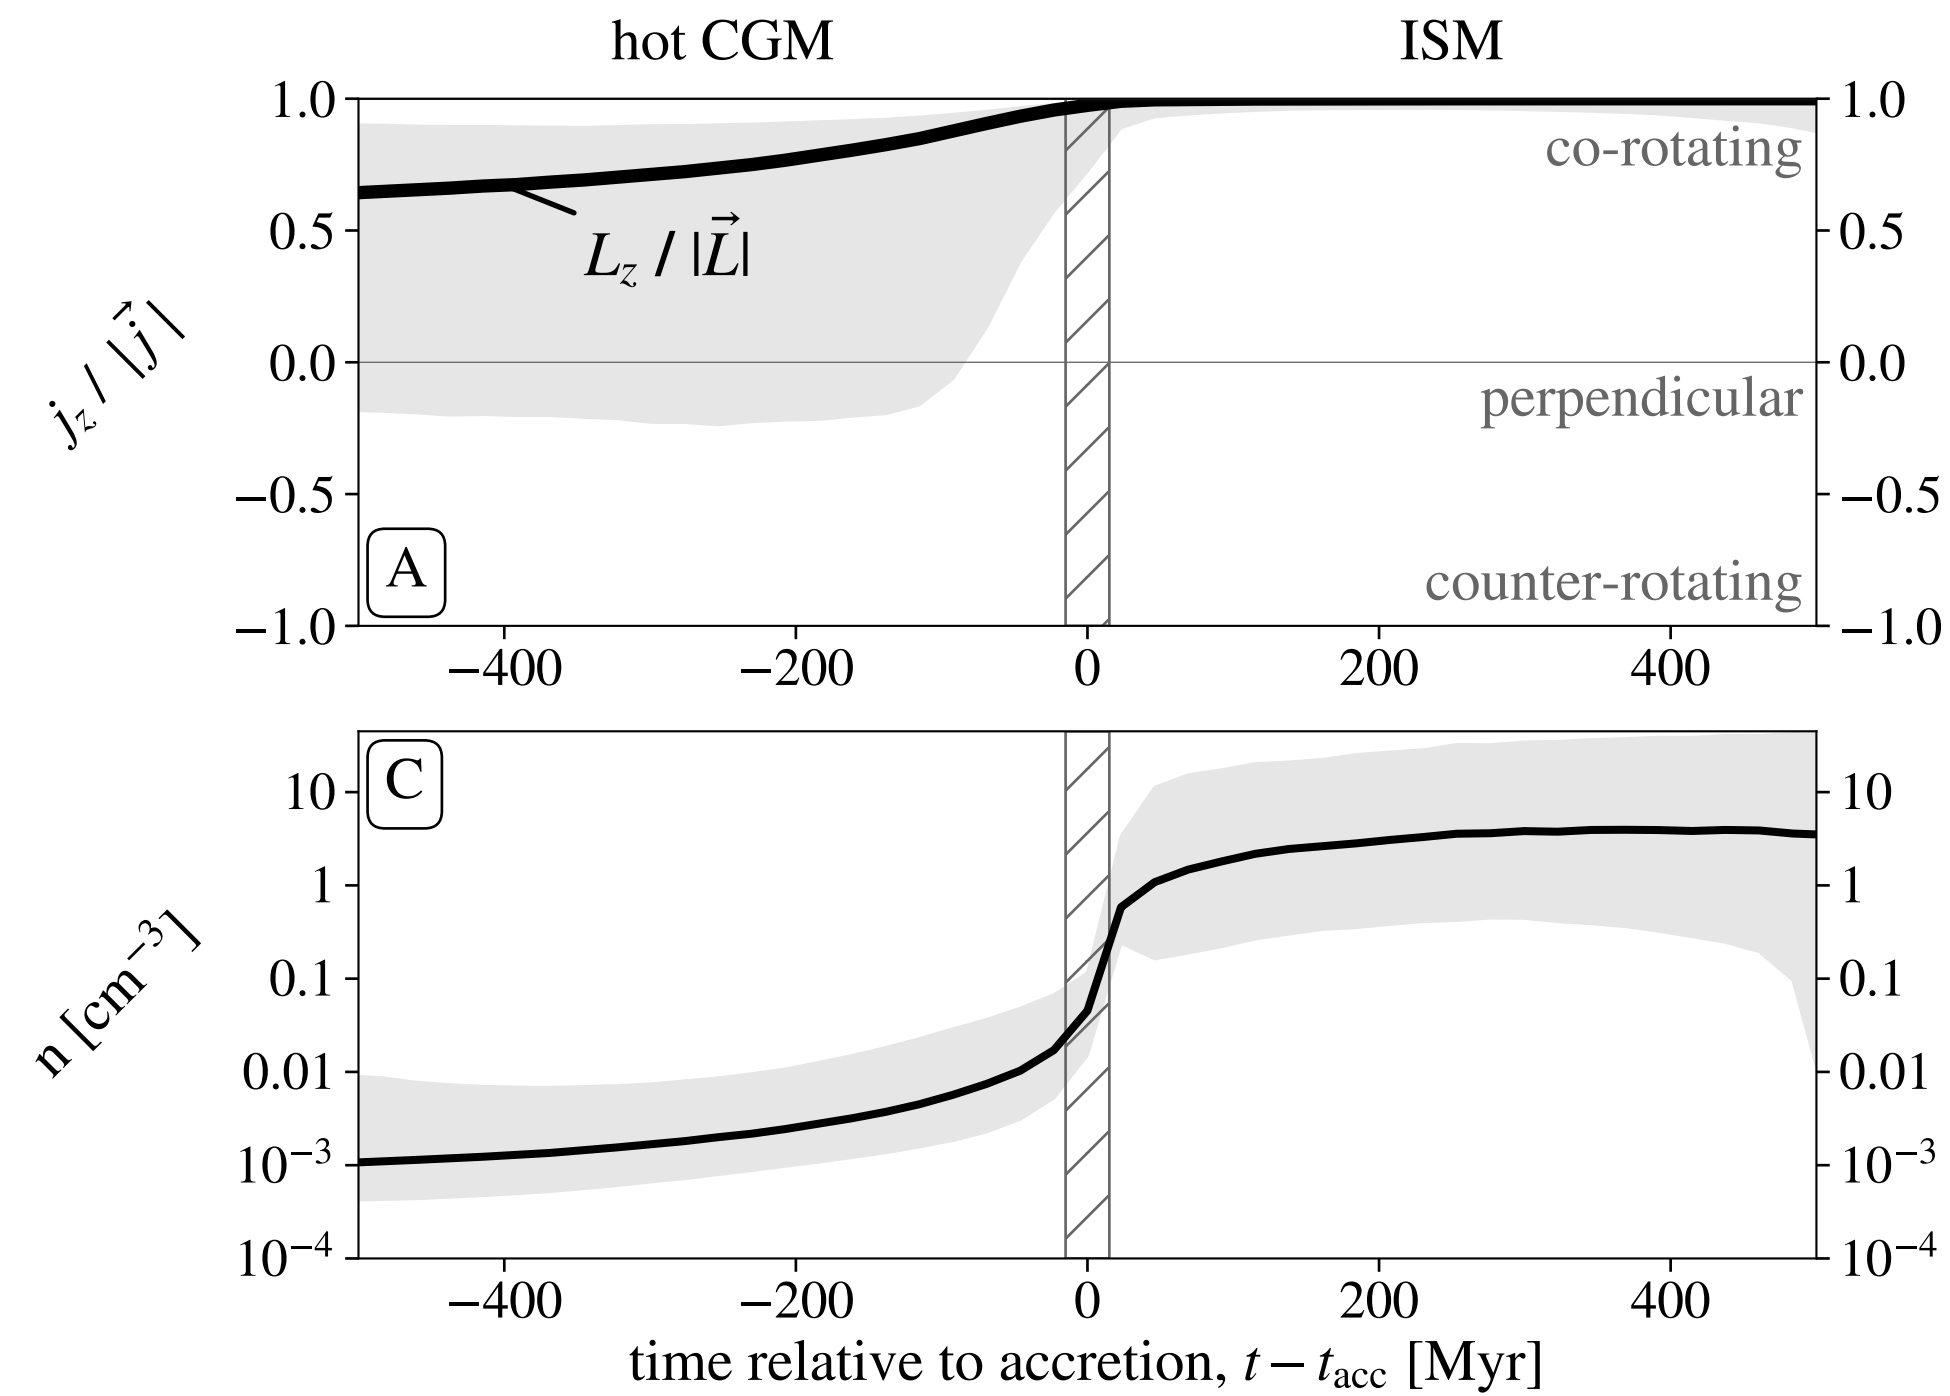 hot CGM ISM
1.0 1.0
co-rotating
0.5 0.5
L_z / |L⃗|
j_z / |j⃗|
0.0 0.0
perpendicular
−0.5 −0.5
A
counter-rotating
−1.0 −1.0
−400 −200 0 200 400
C
10 10
1 1
n [cm⁻³]
0.1 0.1
0.01 0.01
10⁻³ 10⁻³
10⁻⁴ 10⁻⁴
−400 −200 0 200 400
time relative to accretion, t − t_acc [Myr]